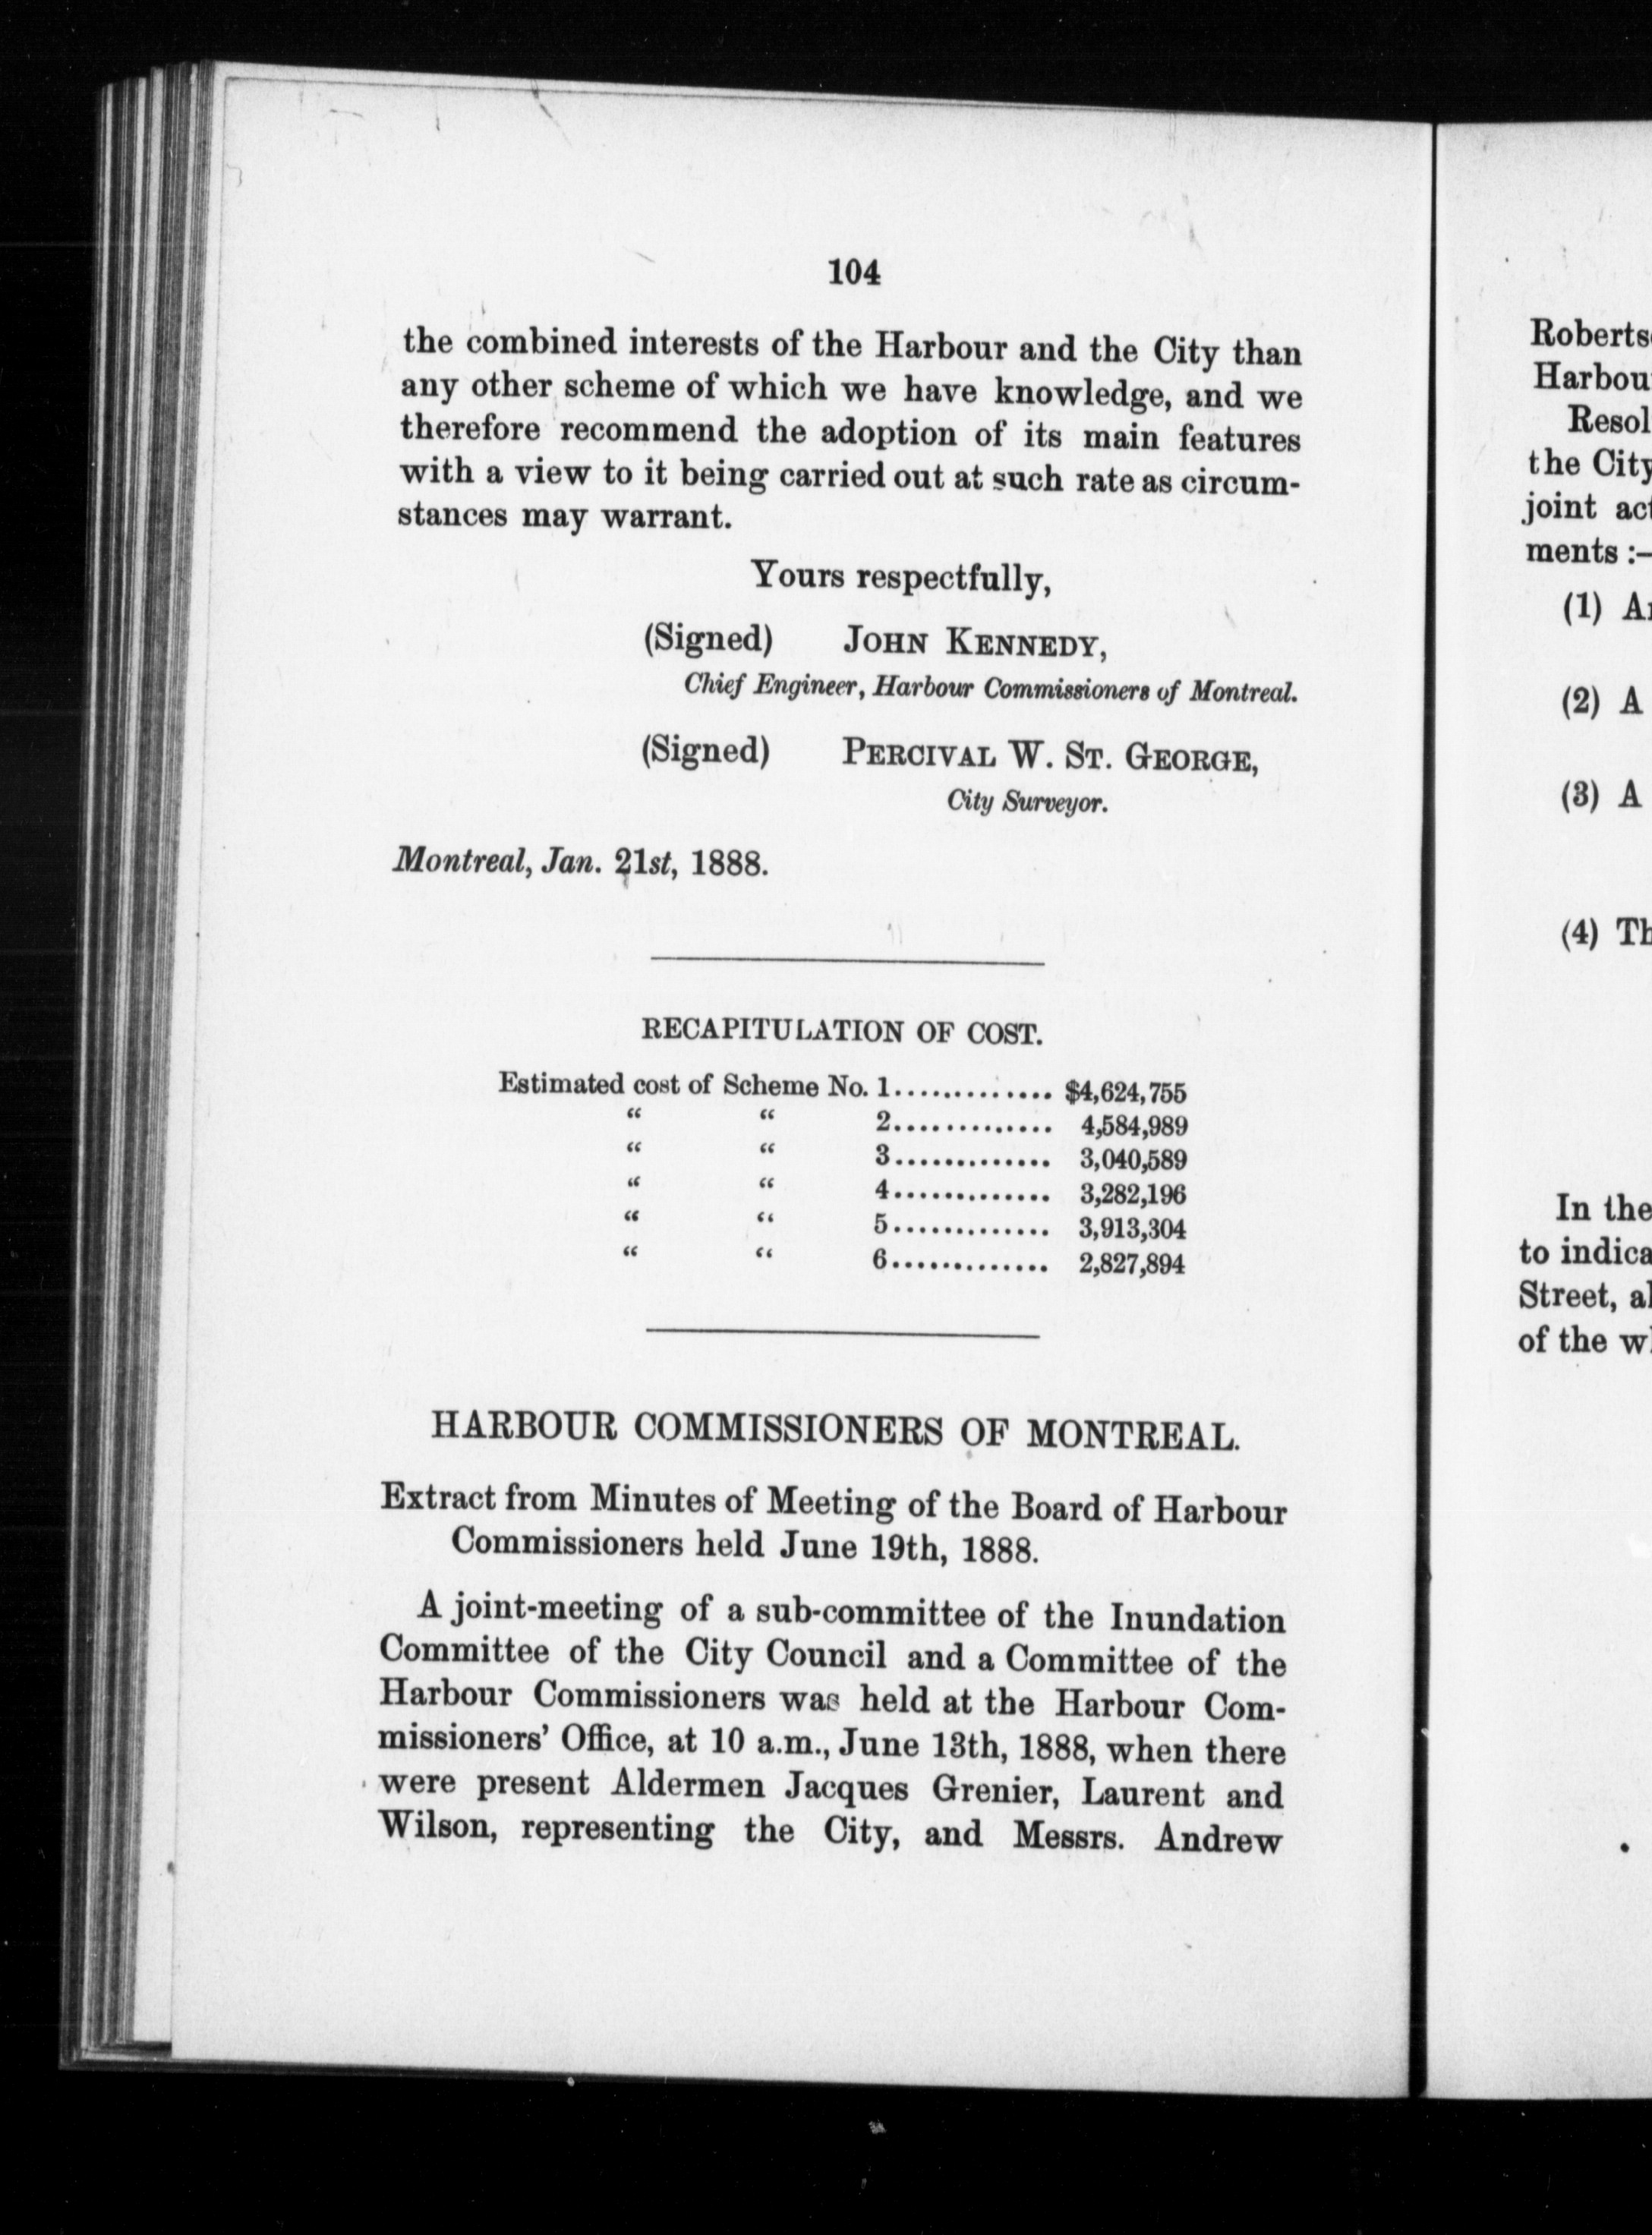 104
the combined interests of the Harbour and the City than
any other scheme of which we have knowledge, and we
therefore recommend the adoption of its main features
with a view to it being carried out at such rate as circum-
stances may warrant.
Yours respectfully,
(Signed) JOHN KENNEDY,
Chief Engineer, Harbour Commissioners of Montreal.
(Signed) PERCIVAL W. ST. GEORGE,
City Surveyor.
Montreal, Jan. 21st, 1888.
RECAPITULATION OF COST.
Estimated cost of Scheme No. 1.............. $4,624,755
“ “ 2............. 4,584,989
“ “ 3............. 3,040,589
“ “ 4............. 3,282,196
“ “ 5............. 3,913,304
“ “ 6............. 2,827,894
HARBOUR COMMISSIONERS OF MONTREAL.
Extract from Minutes of Meeting of the Board of Harbour
Commissioners held June 19th, 1888.
A joint-meeting of a sub-committee of the Inundation
Committee of the City Council and a Committee of the
Harbour Commissioners was held at the Harbour Com-
missioners’ Office, at 10 a.m., June 13th, 1888, when there
were present Aldermen Jacques Grenier, Laurent and
Wilson, representing the City, and Messrs. Andrew
the City
joint
ments :—
(1)
(2) A
(3) A
(4)
In the
to
Street,
of the